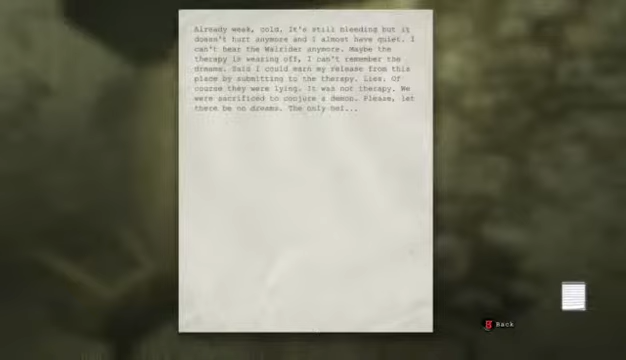 Already weak, cold. It's still bleeding but it
doesn't hurt anymore and I almost have quiet. I
can't hear the Walrider anymore. Maybe the
therapy is wearing off, I can't remember the
dreams. Said I could earn my release from this
place by submitting to the therapy. Lies. Of
course they were lying. It was not therapy. We
were sacrificed to conjure a demon. Please, let
there be no dreams. The only hel...
B Back